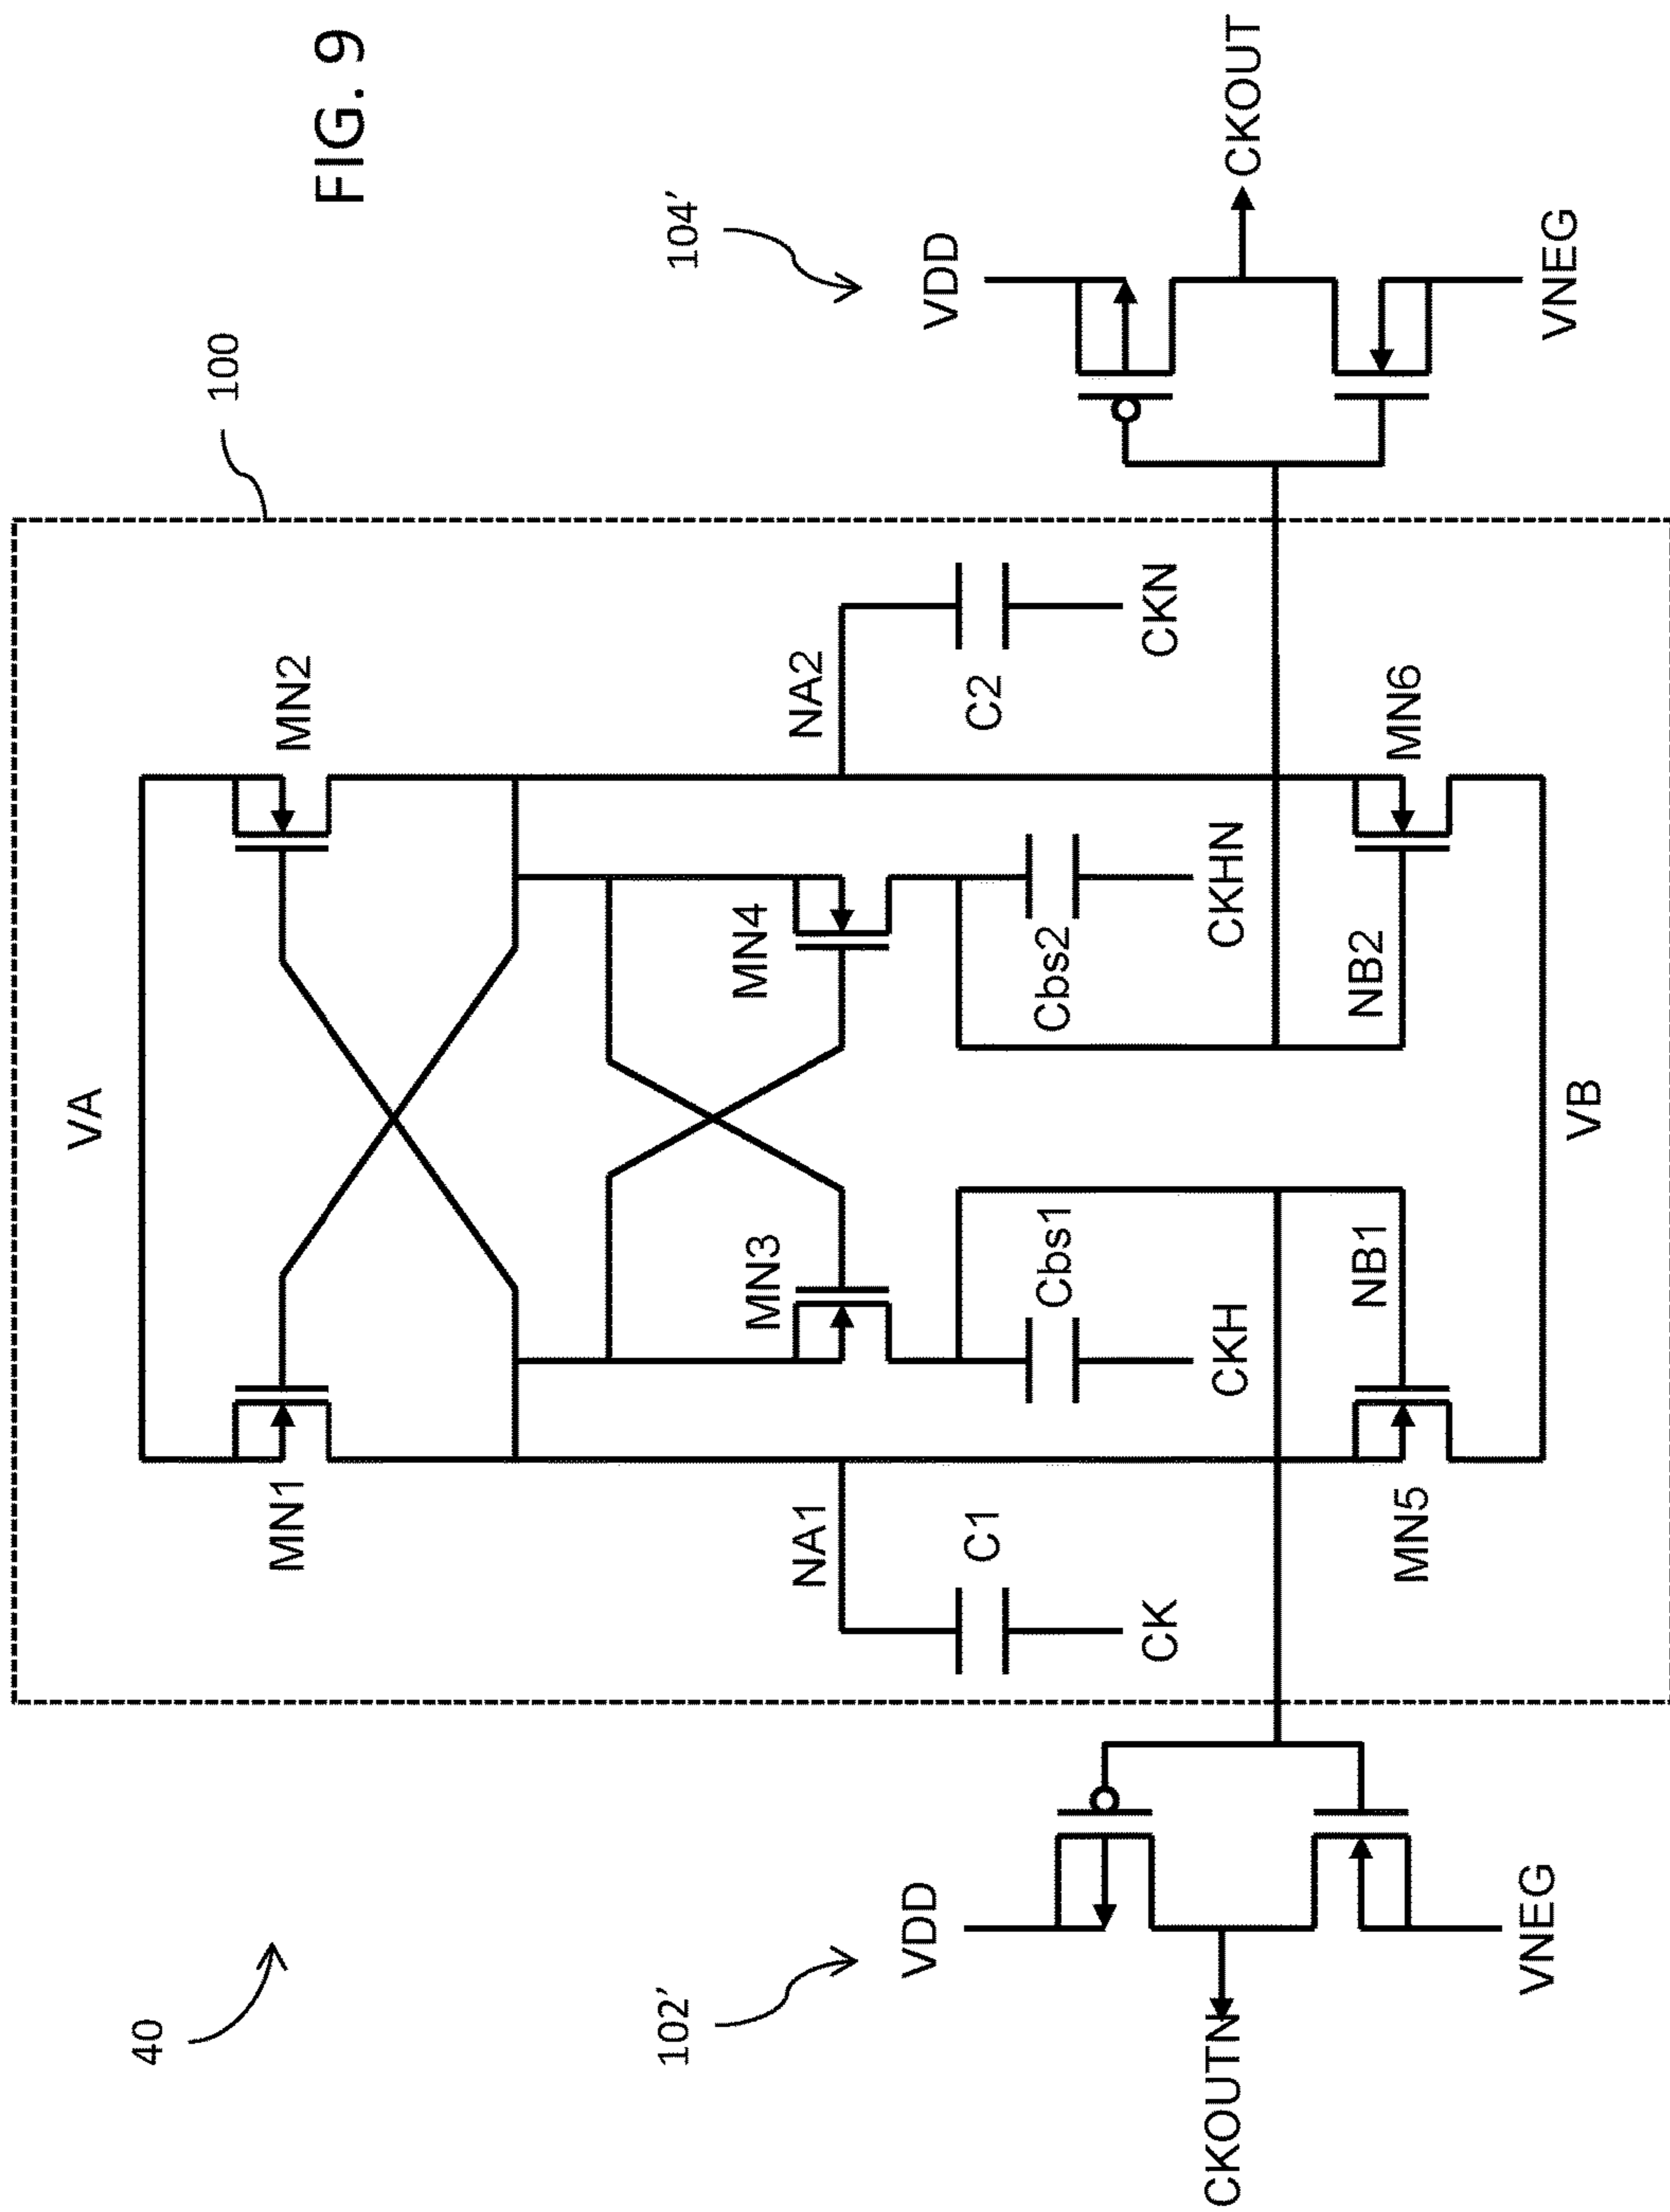 FIG. 9
40
100
VA
MN1
MN2
102′
104′
MN3
MN4
NA1
NA2
VDD
VDD
C1
C2
Cbs1
Cbs2
CK
CKH
CKHN
CKN
CKOUTN
CKOUT
NB1
NB2
MN5
MN6
VNEG
VNEG
VB